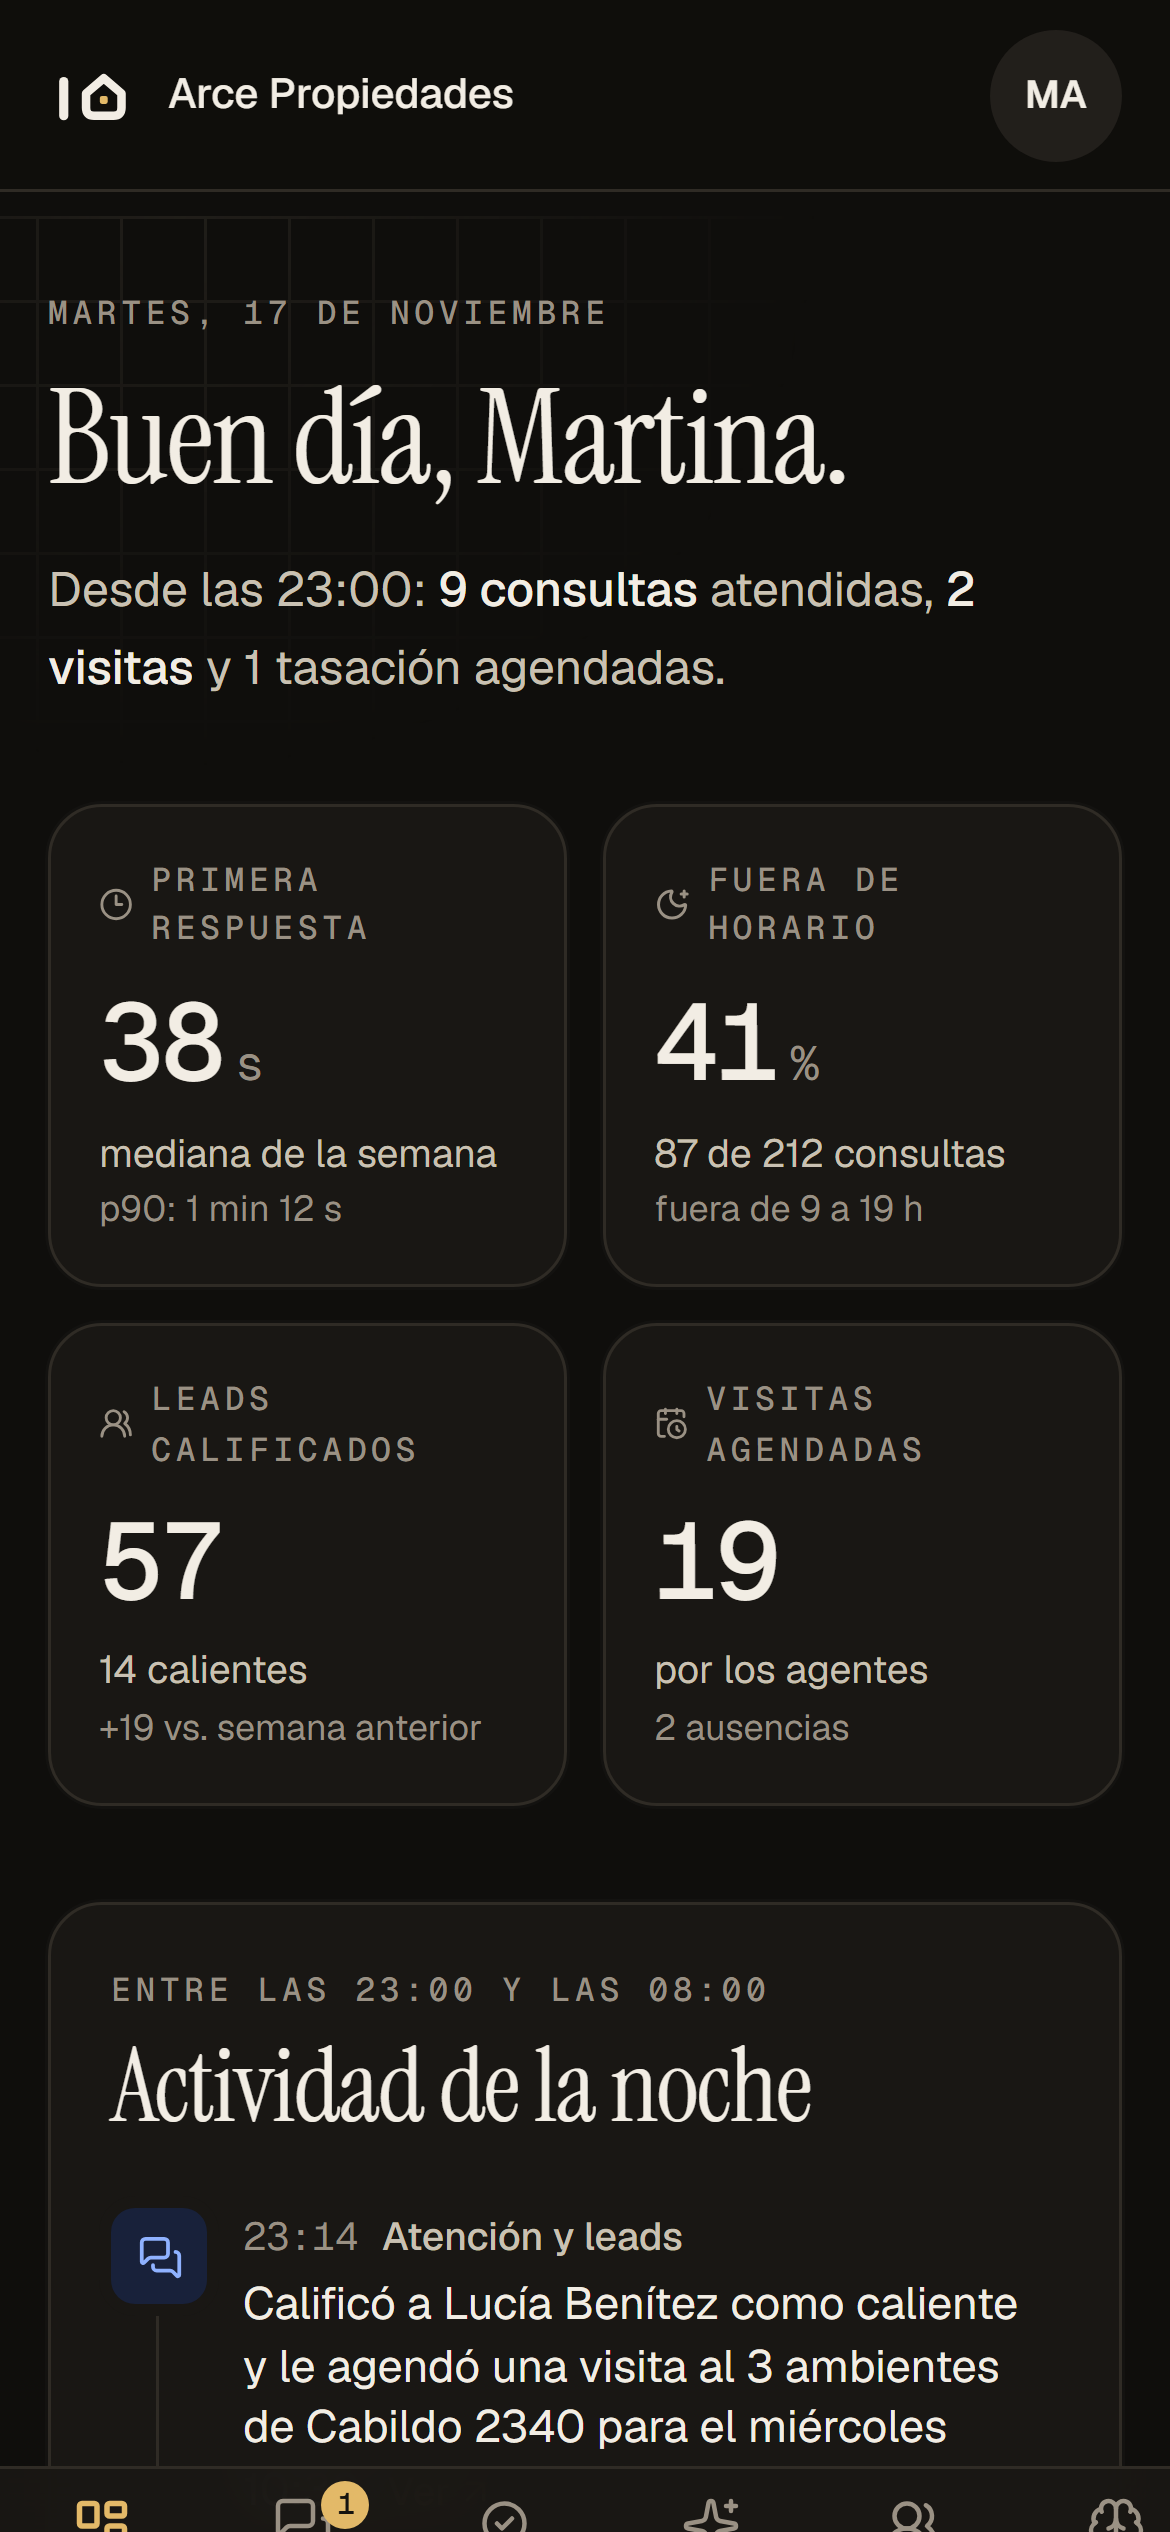 Arce Propiedades
MA
MARTES, 17 DE NOVIEMBRE
Buen día, Martina.
Desde las 23:00: 9 consultas atendidas, 2
visitas y 1 tasación agendadas.
PRIMERA
RESPUESTA
38 s
mediana de la semana
p90: 1 min 12 s
FUERA DE
HORARIO
41 %
87 de 212 consultas
fuera de 9 a 19 h
LEADS
CALIFICADOS
57
14 calientes
+19 vs. semana anterior
VISITAS
AGENDADAS
19
por los agentes
2 ausencias
ENTRE LAS 23:00 Y LAS 08:00
Actividad de la noche
23:14 Atención y leads
Calificó a Lucía Benítez como caliente
y le agendó una visita al 3 ambientes
de Cabildo 2340 para el miércoles
1